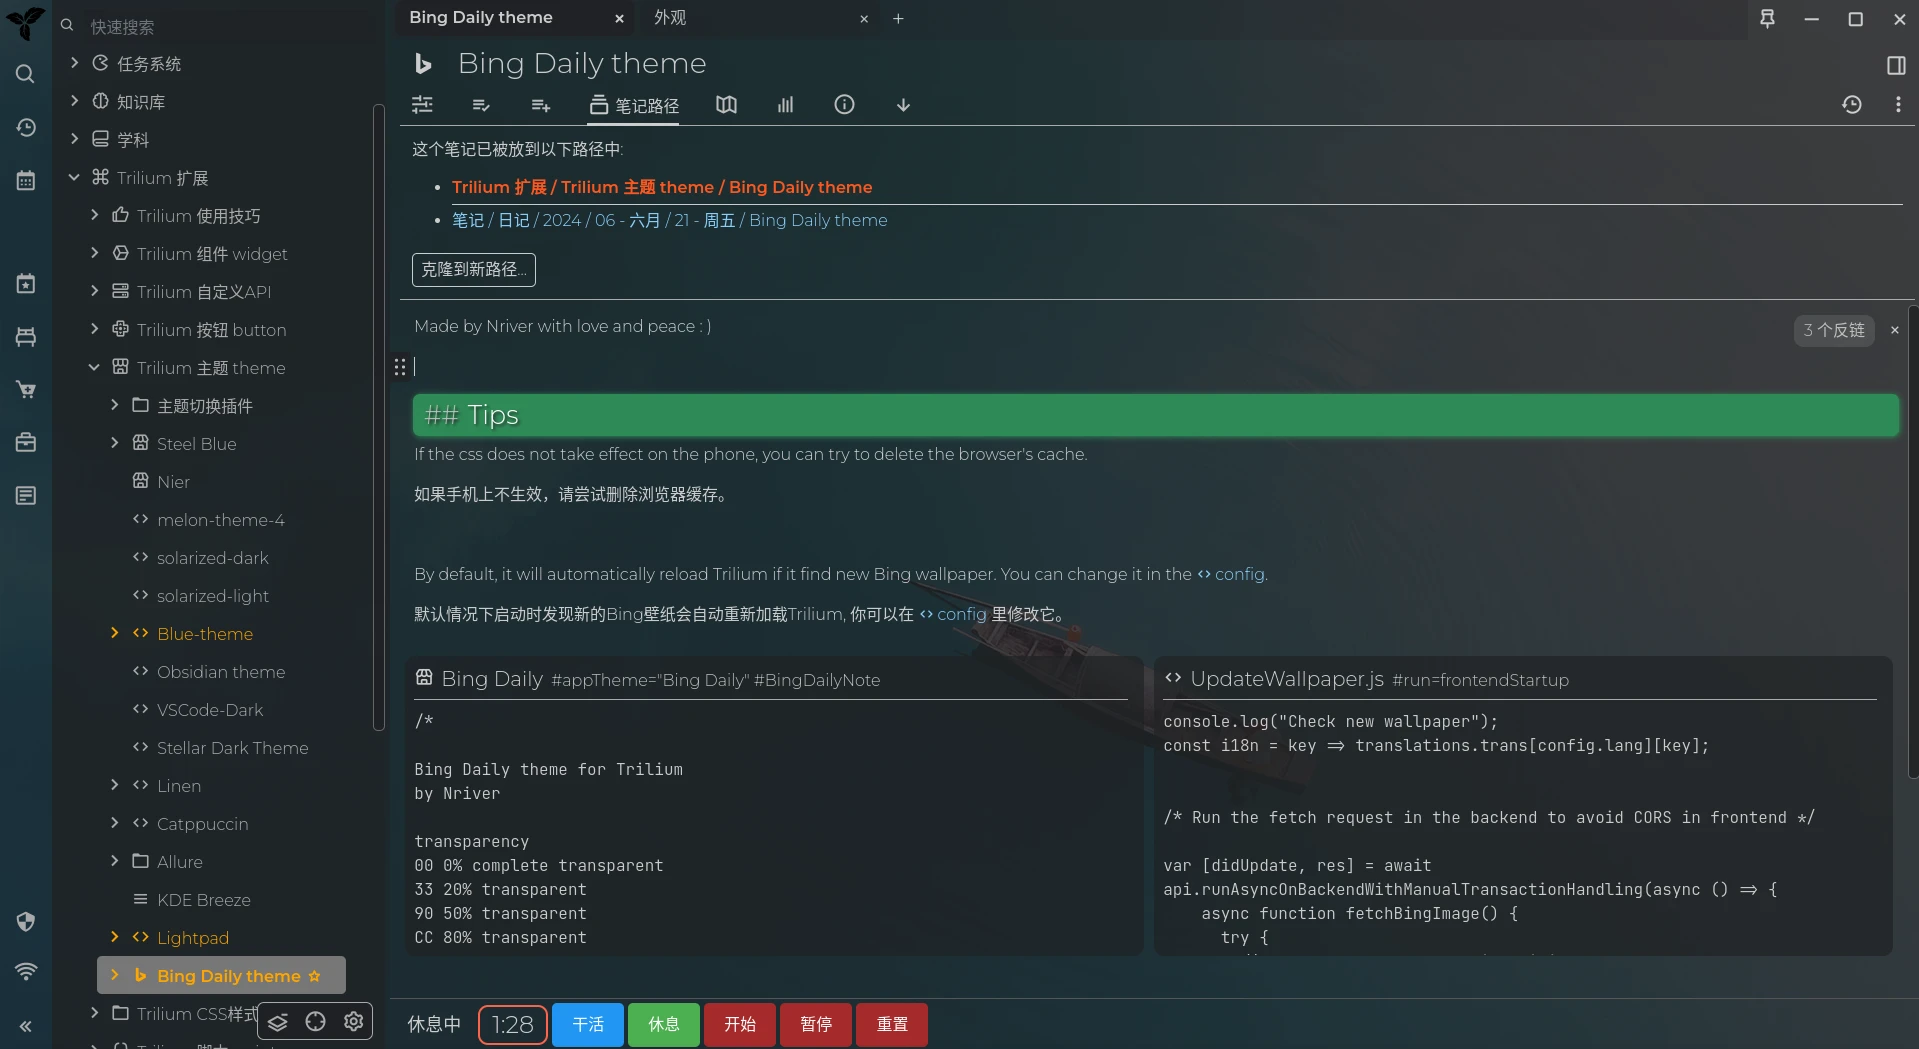 Bing Daily theme
外观
快速搜索
任务系统
知识库
学科
Trilium 扩展
Trilium 使用技巧
Trilium 组件 widget
Trilium 自定义API
Trilium 按钮 button
Trilium 主题 theme
主题切换插件
Steel Blue
Nier
melon-theme-4
solarized-dark
solarized-light
Blue-theme
Obsidian theme
VSCode-Dark
Stellar Dark Theme
Linen
Catppuccin
Allure
KDE Breeze
Lightpad
Bing Daily theme
Trilium CSS样式
Bing Daily theme
笔记路径
这个笔记已被放到以下路径中:
Trilium 扩展 / Trilium 主题 theme / Bing Daily theme
笔记 / 日记 / 2024 / 06 - 六月 / 21 - 周五 / Bing Daily theme
克隆到新路径...
Made by Nriver with love and peace : )
3 个反链
## Tips
If the css does not take effect on the phone, you can try to delete the browser's cache.
如果手机上不生效，请尝试删除浏览器缓存。
By default, it will automatically reload Trilium if it find new Bing wallpaper. You can change it in the <> config.
默认情况下启动时发现新的Bing壁纸会自动重新加载Trilium, 你可以在 <> config 里修改它。
Bing Daily #appTheme="Bing Daily" #BingDailyNote
/*
Bing Daily theme for Trilium
by Nriver
transparency
00 0% complete transparent
33 20% transparent
90 50% transparent
CC 80% transparent
<> UpdateWallpaper.js #run=frontendStartup
console.log("Check new wallpaper");
const i18n = key => translations.trans[config.lang][key];
/* Run the fetch request in the backend to avoid CORS in frontend */
var [didUpdate, res] = await
api.runAsyncOnBackendWithManualTransactionHandling(async () => {
async function fetchBingImage() {
try {
休息中
1:28
干活
休息
开始
暂停
重置